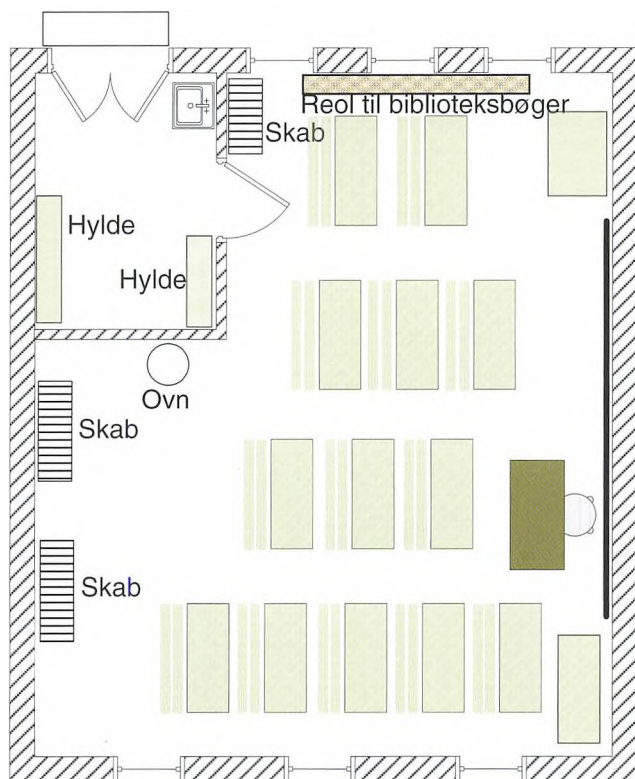 Reol til biblioteksbøger
Skab
Hylde
Hylde
Ovn
Skab
Skab